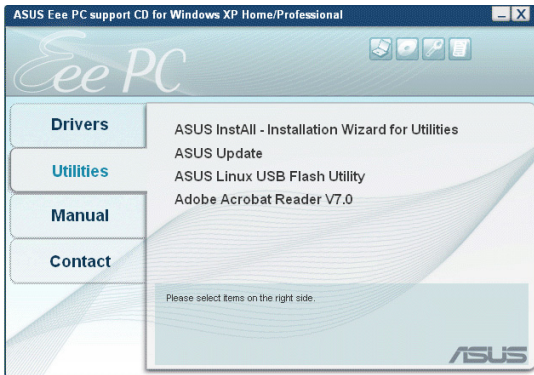 ASUS Eee PC support CD for Windows XP Home/Professional
Eee PC
Drivers
Utilities
Manual
Contact
ASUS InstAll - Installation Wizard for Utilities
ASUS Update
ASUS Linux USB Flash Utility
Adobe Acrobat Reader V7.0
Please select items on the right side.
ASUS